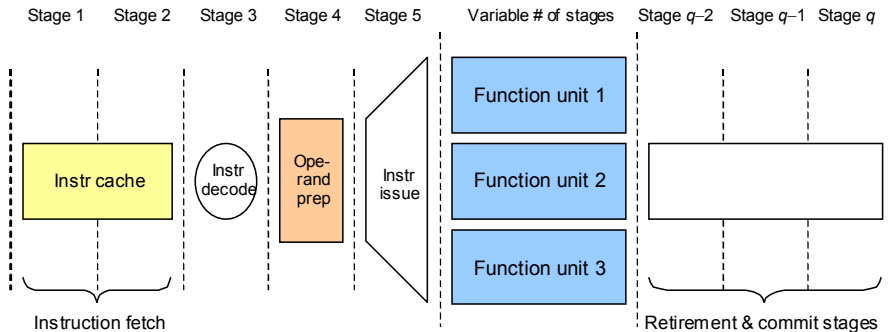 Stage 1
Stage 2
Stage 3
Stage 4
Stage 5
Variable # of stages
Stage q−2
Stage q−1
Stage q
Instr cache
Instr
decode
Ope-
rand
prep
Instr
issue
Function unit 1
Function unit 2
Function unit 3
Instruction fetch
Retirement & commit stages